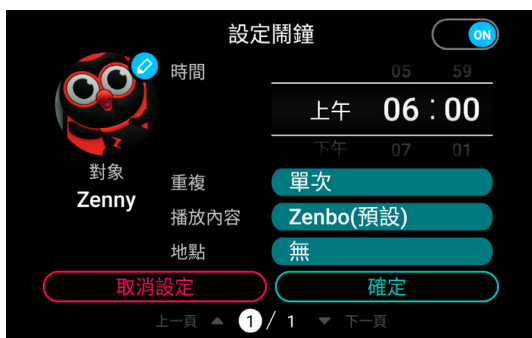 設定鬧鐘
ON
時間
05 59
上午 06 : 00
下午 07 01
對象
Zenny
重複
單次
播放內容
Zenbo(預設)
地點
無
取消設定
確定
上一頁 1 / 1 下一頁